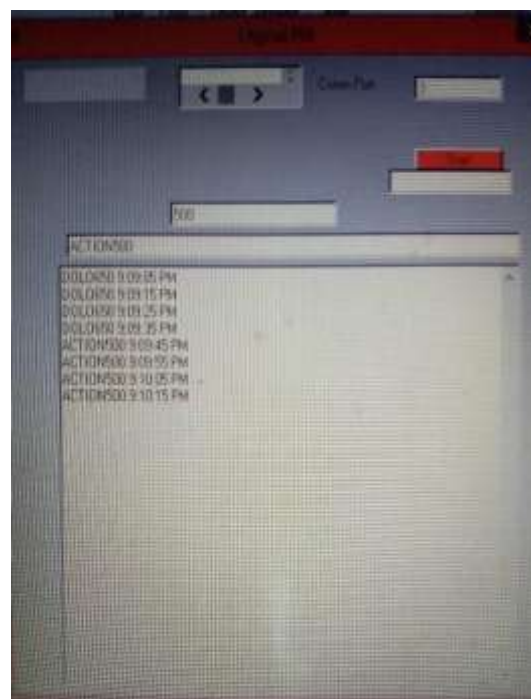 Comm Port
500
ACTION500
DOLO650 9:09:05 PM
DOLO650 9:09:15 PM
DOLO650 9:09:25 PM
DOLO650 9:09:35 PM
ACTION500 9:09:45 PM
ACTION500 9:09:55 PM
ACTION500 9:10:05 PM
ACTION500 9:10:15 PM